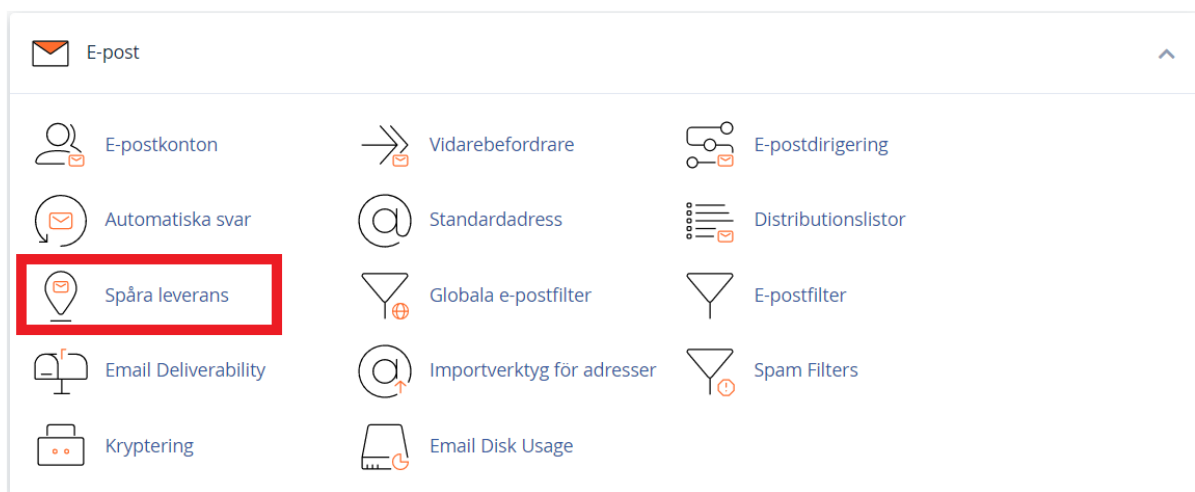 E-post
E-postkonton
Vidarebefordrare
E-postdirigering
Automatiska svar
Standardadress
Distributionslistor
Spåra leverans
Globala e-postfilter
E-postfilter
Email Deliverability
Importverktyg för adresser
Spam Filters
Kryptering
Email Disk Usage